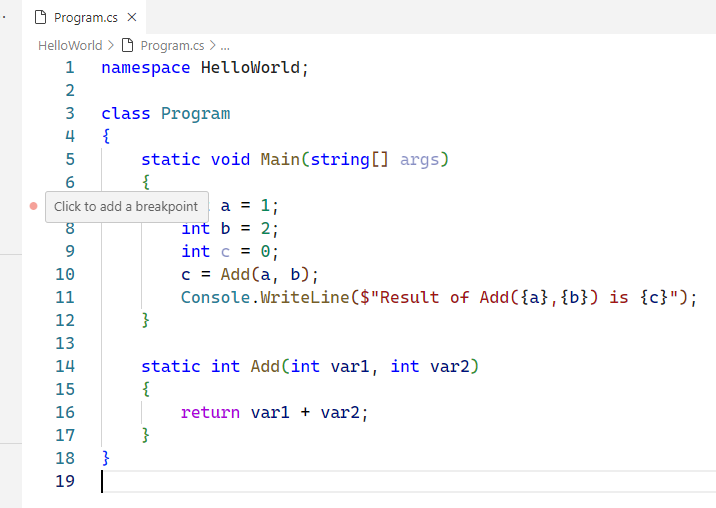 Program.cs
HelloWorld > Program.cs > ...
1 namespace HelloWorld;
2
3 class Program
4 {
5 static void Main(string[] args)
6 {
Click to add a breakpoint a = 1;
8 int b = 2;
9 int c = 0;
10 c = Add(a, b);
11 Console.WriteLine($"Result of Add({a},{b}) is {c}");
12 }
13
14 static int Add(int var1, int var2)
15 {
16 return var1 + var2;
17 }
18 }
19